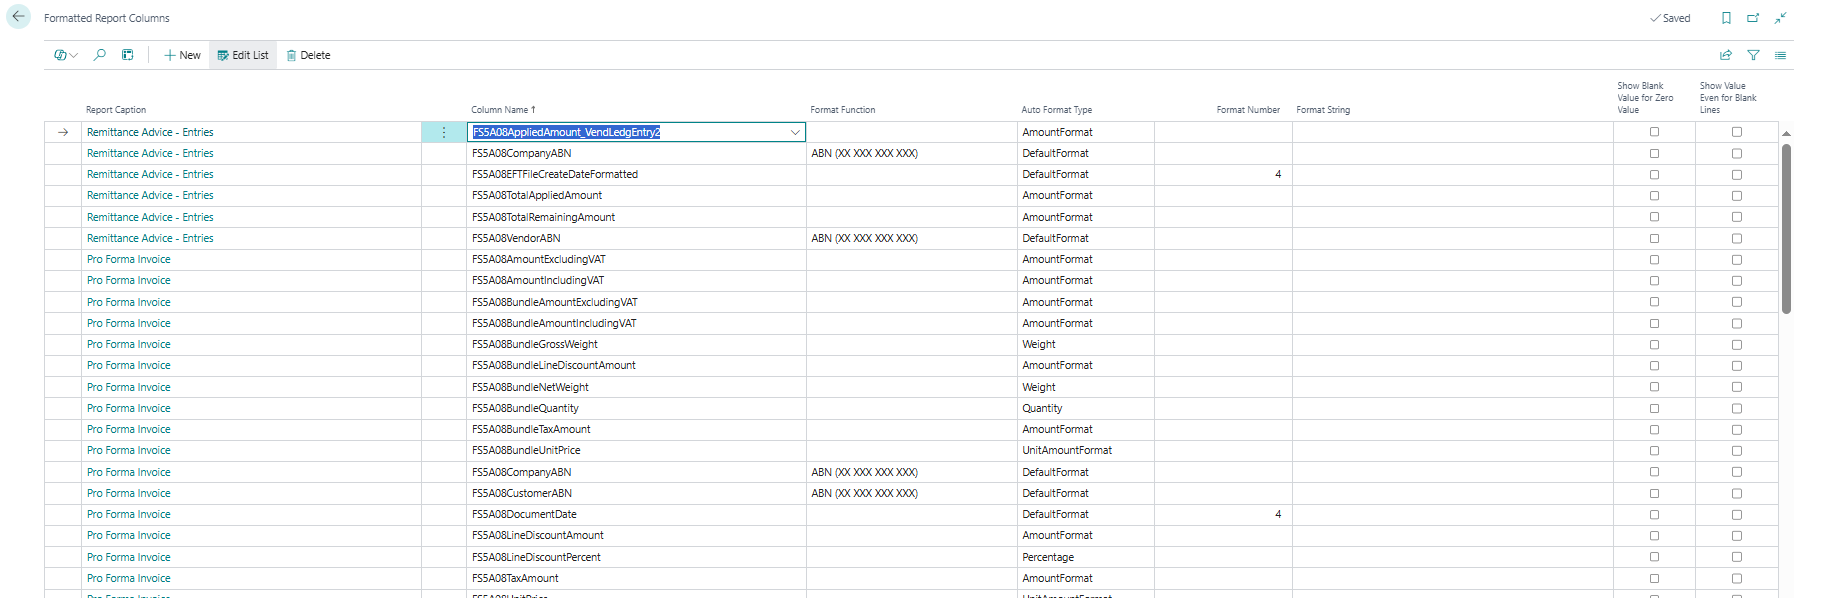 Formatted Report Columns
Saved
New Edit List Delete
Report Caption Column Name ↑ Format Function Auto Format Type Format Number Format String Show Blank Value for Zero Value Show Value Even for Blank Lines
Remittance Advice - Entries FS5A08AppliedAmount_VendLedgEntry2 AmountFormat
Remittance Advice - Entries FS5A08CompanyABN ABN (XX XXX XXX XXX) DefaultFormat
Remittance Advice - Entries FS5A08EFTFileCreateDateFormatted DefaultFormat 4
Remittance Advice - Entries FS5A08TotalAppliedAmount AmountFormat
Remittance Advice - Entries FS5A08TotalRemainingAmount AmountFormat
Remittance Advice - Entries FS5A08VendorABN ABN (XX XXX XXX XXX) DefaultFormat
Pro Forma Invoice FS5A08AmountExcludingVAT AmountFormat
Pro Forma Invoice FS5A08AmountIncludingVAT AmountFormat
Pro Forma Invoice FS5A08BundleAmountExcludingVAT AmountFormat
Pro Forma Invoice FS5A08BundleAmountIncludingVAT AmountFormat
Pro Forma Invoice FS5A08BundleGrossWeight Weight
Pro Forma Invoice FS5A08BundleLineDiscountAmount AmountFormat
Pro Forma Invoice FS5A08BundleNetWeight Weight
Pro Forma Invoice FS5A08BundleQuantity Quantity
Pro Forma Invoice FS5A08BundleTaxAmount AmountFormat
Pro Forma Invoice FS5A08BundleUnitPrice UnitAmountFormat
Pro Forma Invoice FS5A08CompanyABN ABN (XX XXX XXX XXX) DefaultFormat
Pro Forma Invoice FS5A08CustomerABN ABN (XX XXX XXX XXX) DefaultFormat
Pro Forma Invoice FS5A08DocumentDate DefaultFormat 4
Pro Forma Invoice FS5A08LineDiscountAmount AmountFormat
Pro Forma Invoice FS5A08LineDiscountPercent Percentage
Pro Forma Invoice FS5A08TaxAmount AmountFormat
Pro Forma Invoice FS5A08UnitPrice UnitAmountFormat